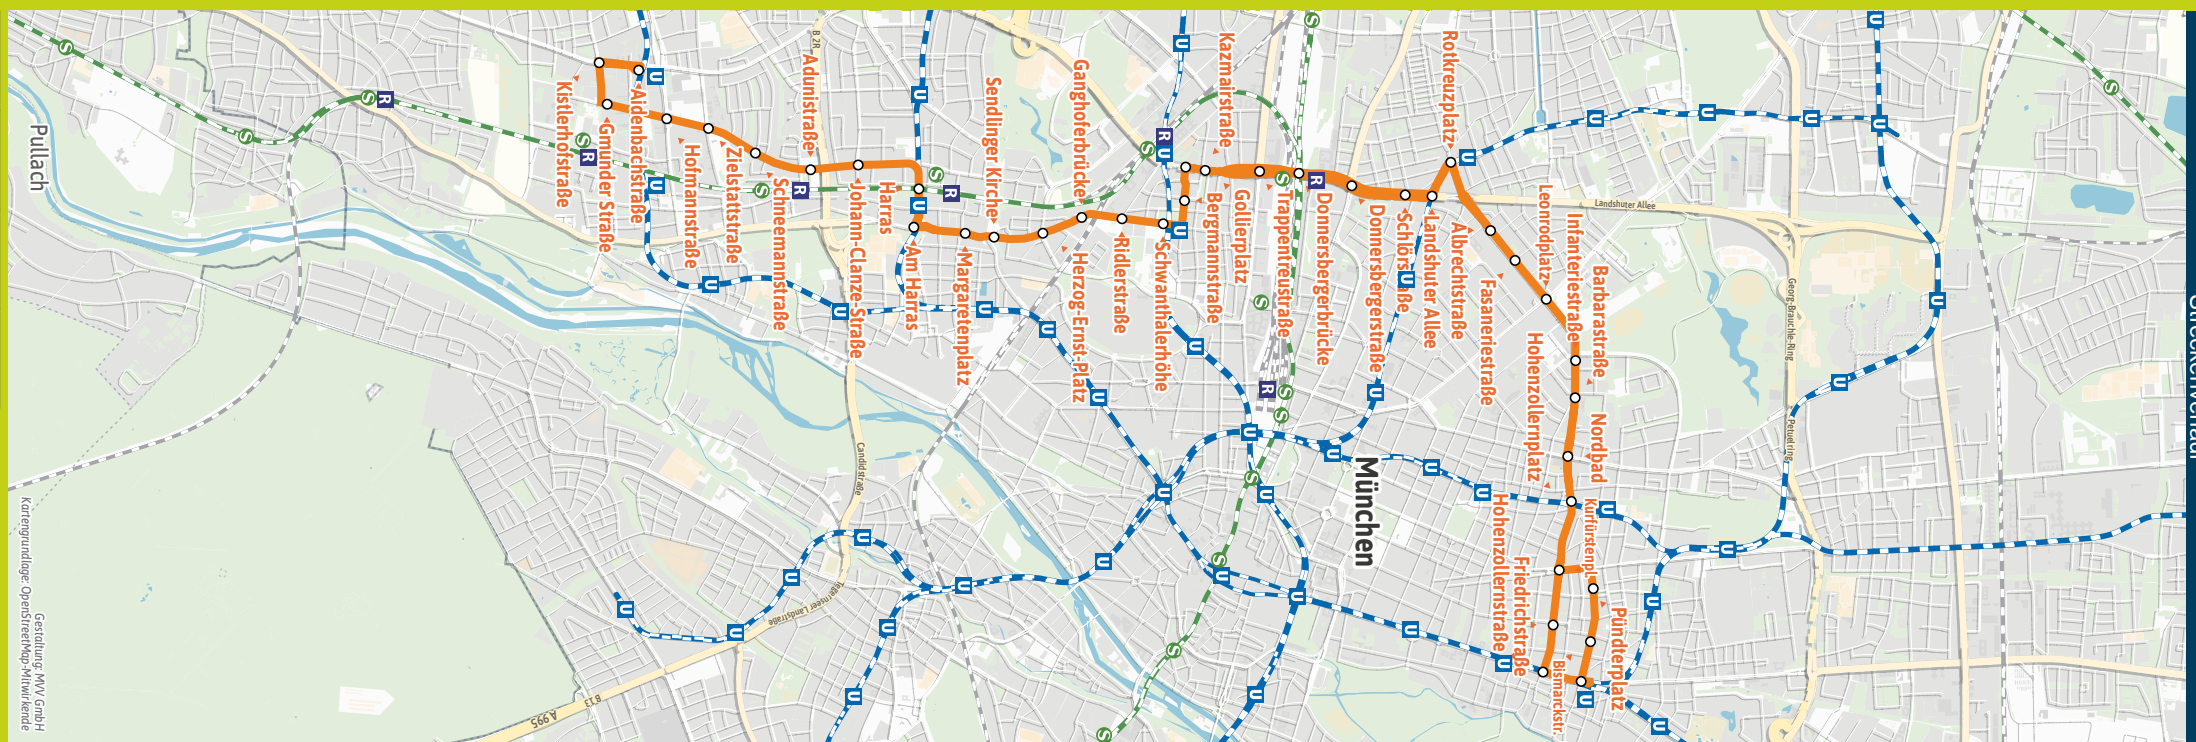 Pullach
Kistlerhofstraße
Gmunder Straße
Aidenbachstraße
Hofmannstraße
Zielstattstraße
Schneemannstraße
Adunistraße
Johann-Clanze-Straße
Harras
Am Harras
Margaretenplatz
Sendlinger Kirche
Herzog-Ernst-Platz
Ganghoferbrücke
Ridlerstraße
Schwanthalerhöhe
Bergmannstraße
Kazmairstraße
Gollierplatz
Trappentreustraße
Donnersbergerbrücke
Donnersbergerstraße
Schlörstraße
Landshuter Allee
Rotkreuzplatz
Albrechtstraße
Fasaneriestraße
Leonrodplatz
Infanteriestraße
Barbarastraße
Nordbad
Hohenzollernplatz
Kurfürstenpl.
Hohenzollernstraße
Friedrichstraße
Bismarckstr.
Pündterplatz
München
Landshuter Allee
Georg-Brauchle-Ring
Petuelring
B 2R
Candidstraße
Tegernseer Landstraße
B 13
A 995
Kartengrundlage: OpenStreetMap-Mitwirkende
Gestaltung: MVV GmbH